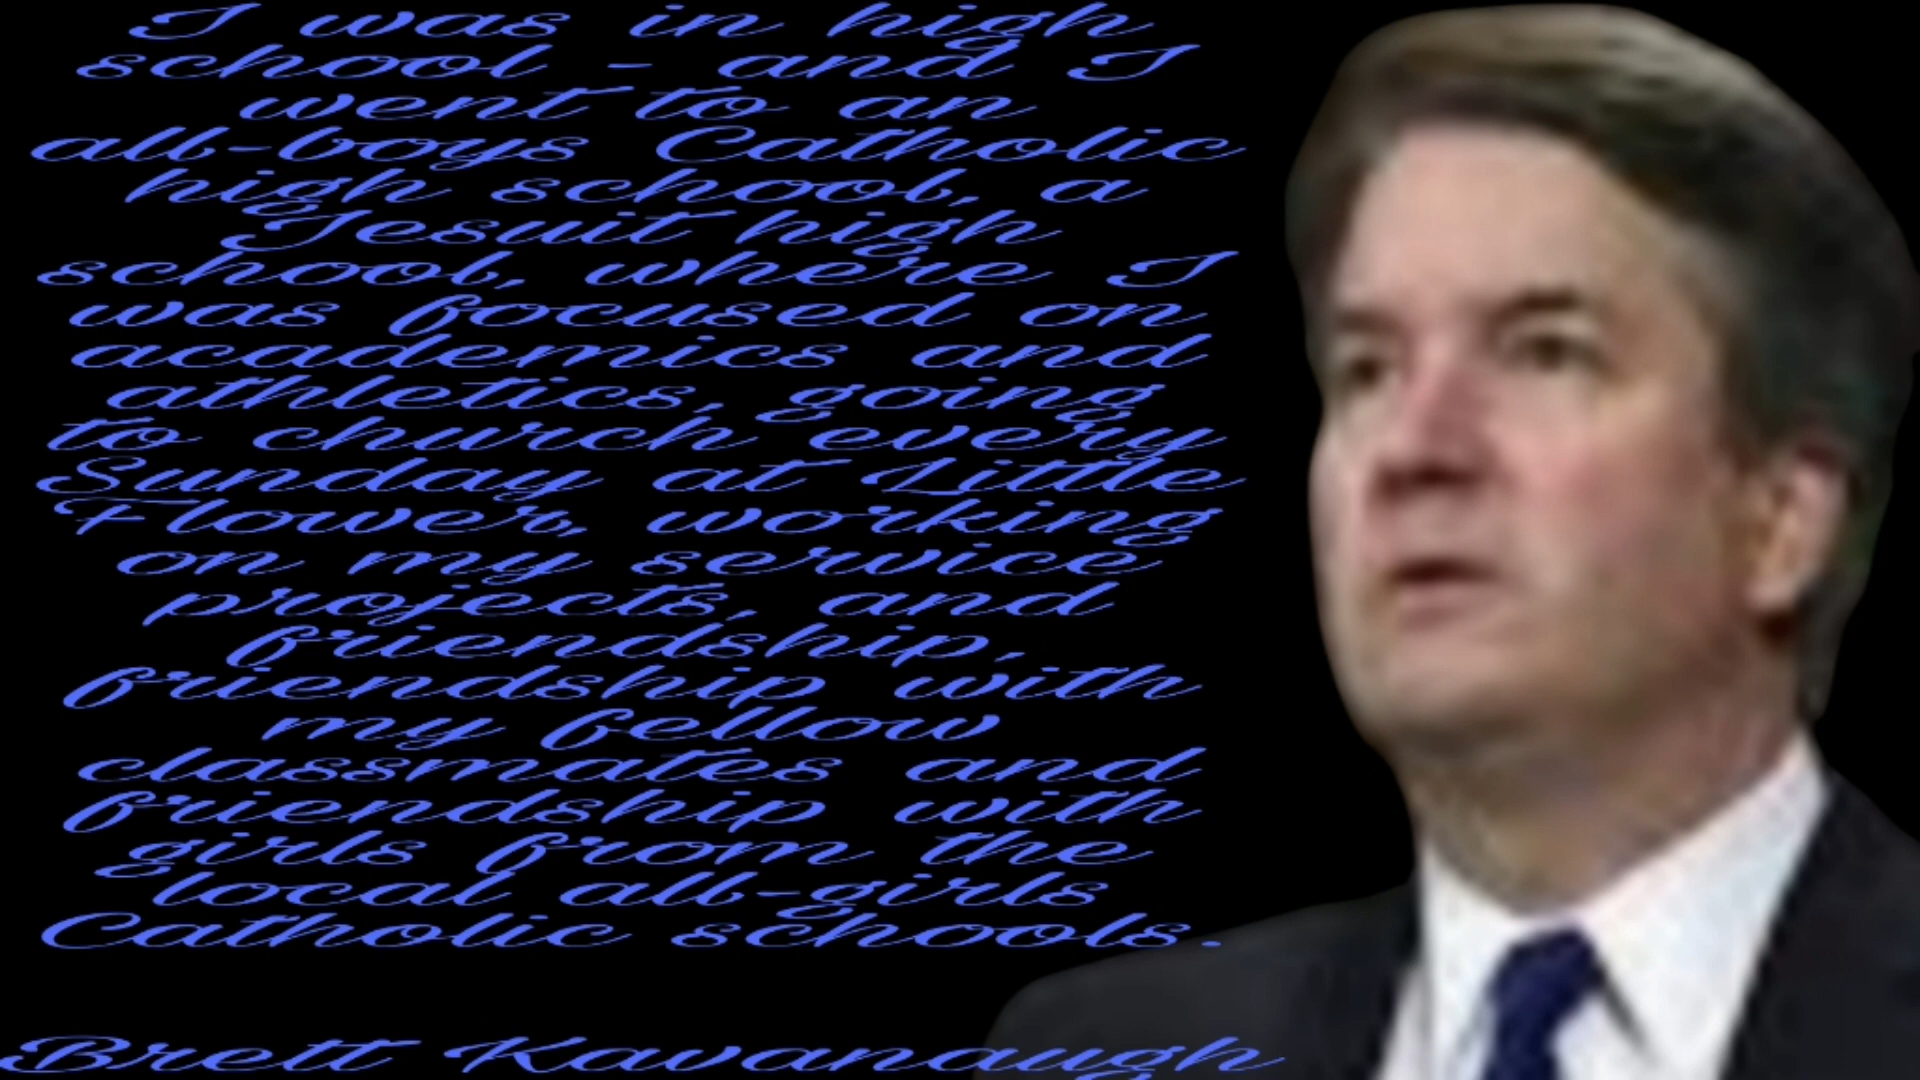 I was in high
school - and I
went to an
all-boys Catholic
high school, a
Jesuit high
school, where I
was focused on
academics and
athletics, going
to church every
Sunday at Little
Flower, working
on my service
projects, and
friendship,
friendship with
my fellow
classmates and
friendship with
girls from the
local all-girls
Catholic schools.
Brett Kavanaugh